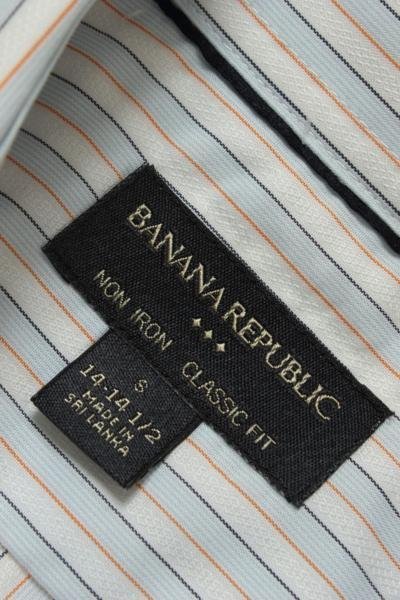 BANANA REPUBLIC
NON IRON CLASSIC FIT
S
14-14 1/2
MADE IN
SRI LANKA